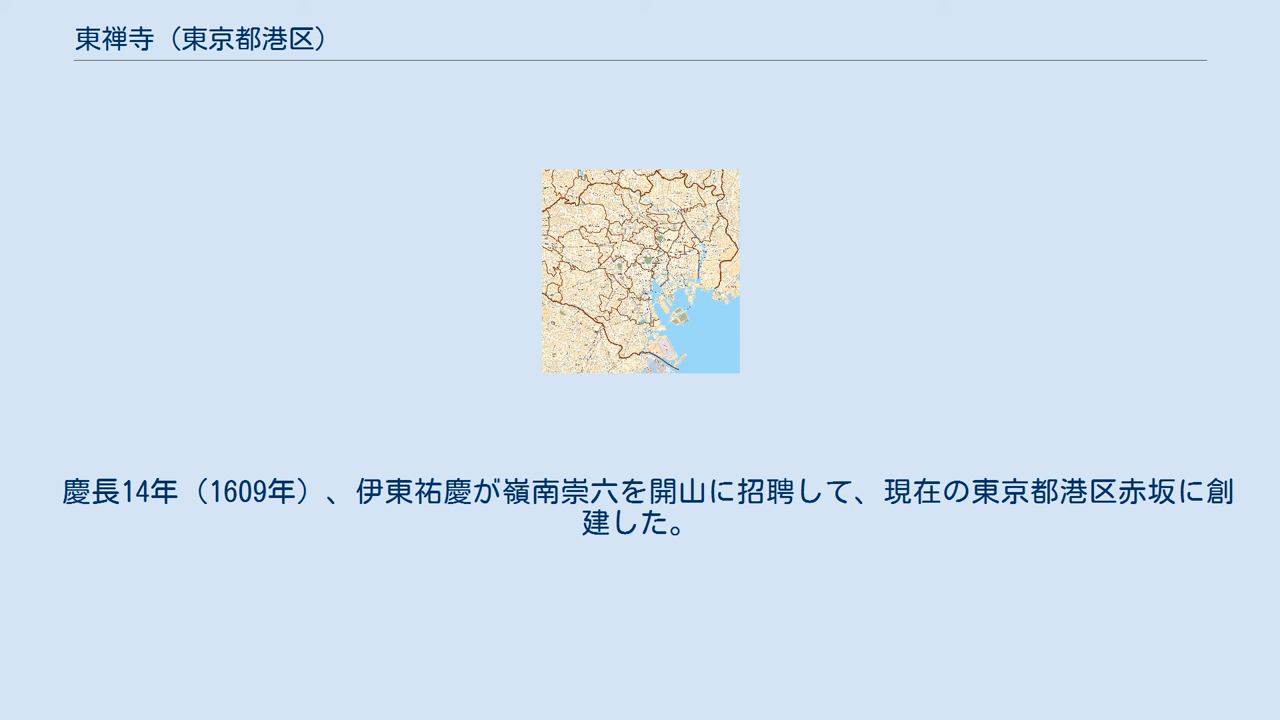 東禅寺（東京都港区）
慶長14年（1609年）、伊東祐慶が嶺南崇六を開山に招聘して、現在の東京都港区赤坂に創
建した。